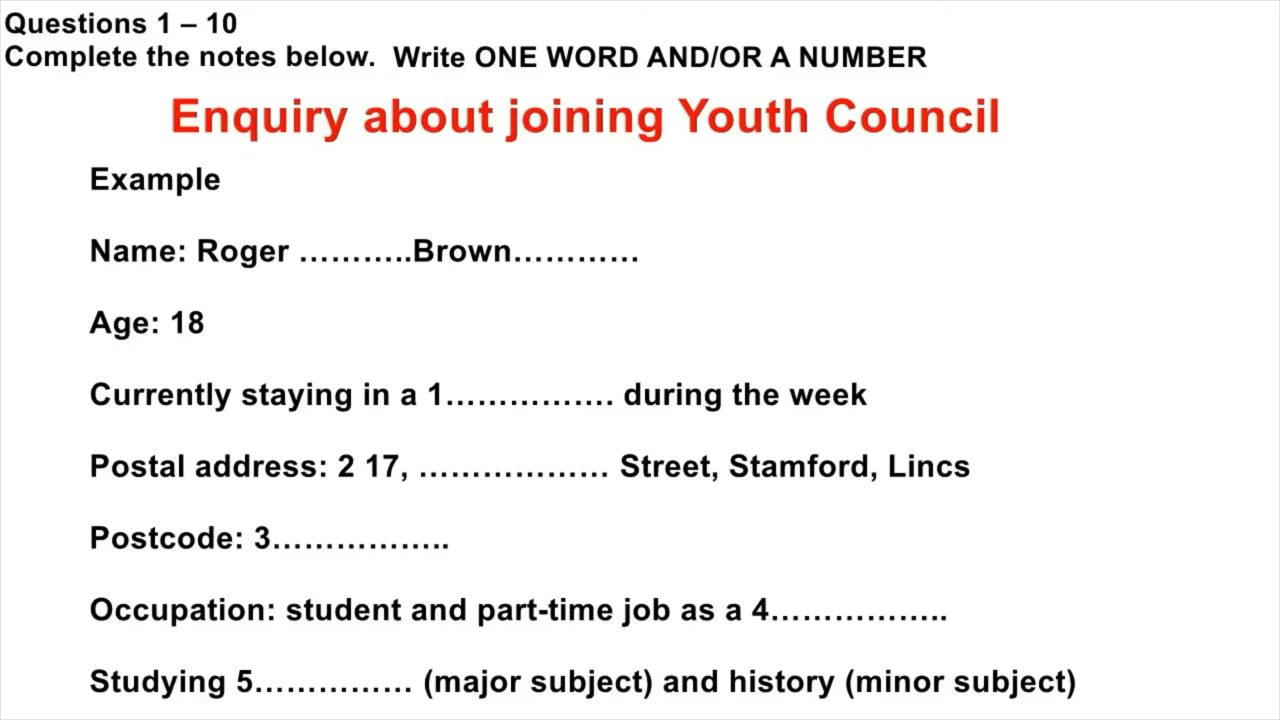 Questions 1 – 10
Complete the notes below.  Write ONE WORD AND/OR A NUMBER
Enquiry about joining Youth Council
Example
Name: Roger ………..Brown…………
Age: 18
Currently staying in a 1……………. during the week
Postal address: 2 17, ……………… Street, Stamford, Lincs
Postcode: 3……………..
Occupation: student and part-time job as a 4……………..
Studying 5…………… (major subject) and history (minor subject)